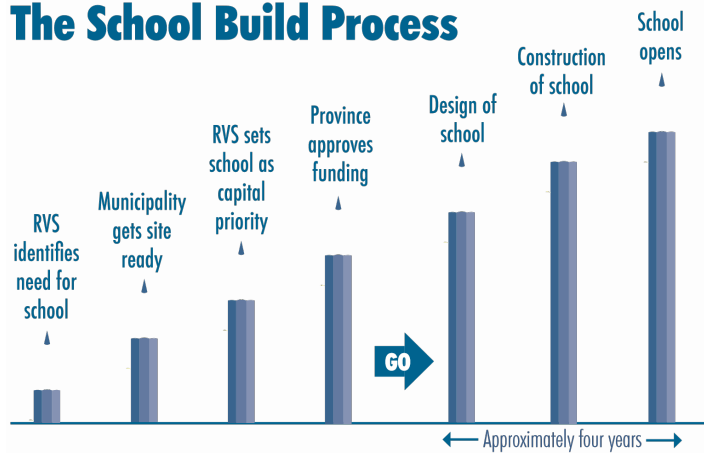 The School Build Process
RVS
identifies
need for
school
Municipality
gets site
ready
RVS sets
school as
capital
priority
Province
approves
funding
GO
Design of
school
Construction
of school
School
opens
Approximately four years